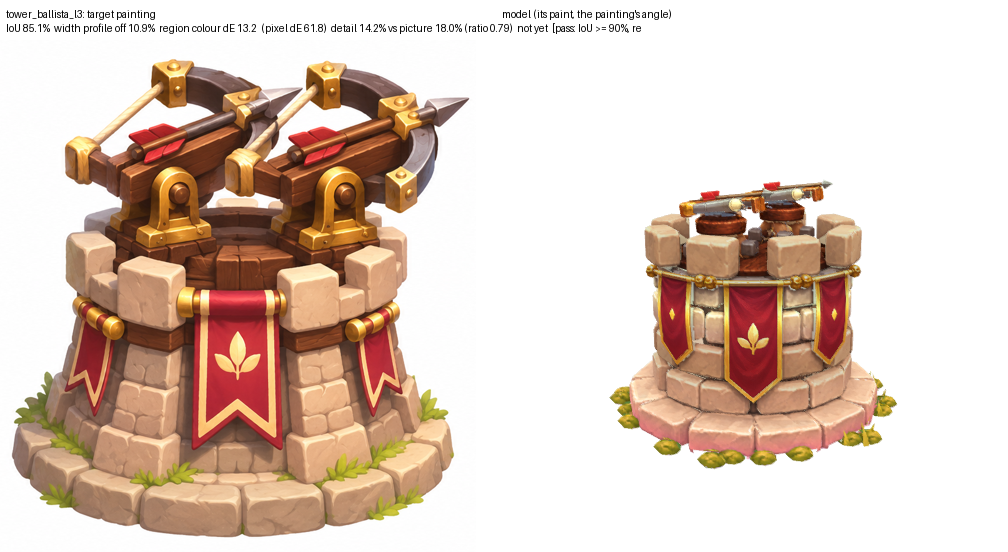 tower_ballista_l3: target painting
model (its paint, the painting's angle)
IoU 85.1% width profile off 10.9% region colour dE 13.2 (pixel dE 61.8) detail 14.2% vs picture 18.0% (ratio 0.79) not yet [pass: IoU >= 90%, re